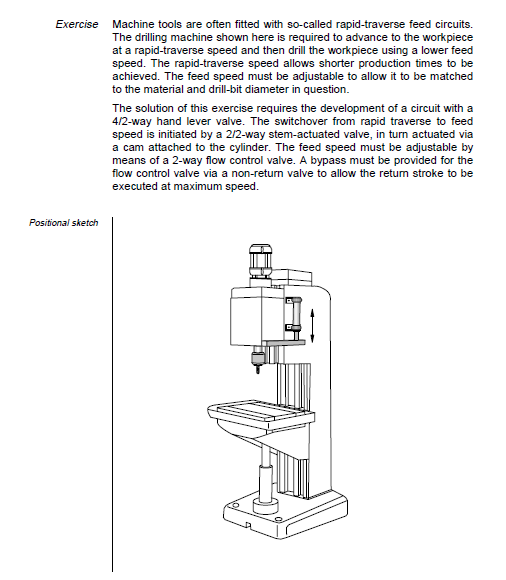 Exercise Machine tools are often fitted with so-called rapid-traverse feed circuits.
The drilling machine shown here is required to advance to the workpiece
at a rapid-traverse speed and then drill the workpiece using a lower feed
speed. The rapid-traverse speed allows shorter production times to be
achieved. The feed speed must be adjustable to allow it to be matched
to the material and drill-bit diameter in question.
The solution of this exercise requires the development of a circuit with a
4/2-way hand lever valve. The switchover from rapid traverse to feed
speed is initiated by a 2/2-way stem-actuated valve, in turn actuated via
a cam attached to the cylinder. The feed speed must be adjustable by
means of a 2-way flow control valve. A bypass must be provided for the
flow control valve via a non-return valve to allow the return stroke to be
executed at maximum speed.
Positional sketch